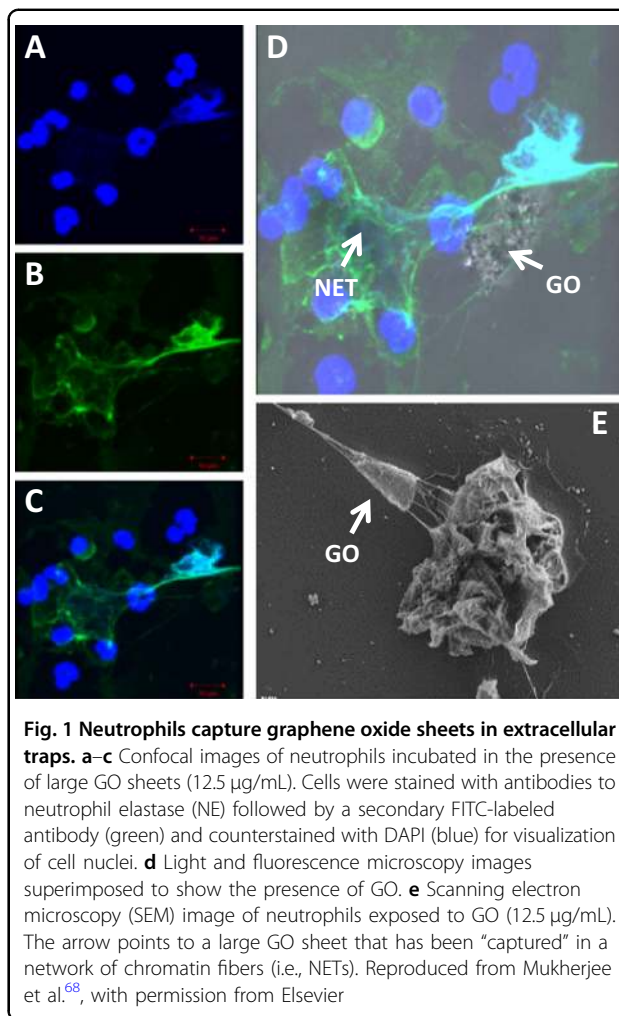 A
D
NET
GO
B
E
GO
C
Fig. 1 Neutrophils capture graphene oxide sheets in extracellular
traps. a–c Confocal images of neutrophils incubated in the presence
of large GO sheets (12.5 µg/mL). Cells were stained with antibodies to
neutrophil elastase (NE) followed by a secondary FITC-labeled
antibody (green) and counterstained with DAPI (blue) for visualization
of cell nuclei. d Light and fluorescence microscopy images
superimposed to show the presence of GO. e Scanning electron
microscopy (SEM) image of neutrophils exposed to GO (12.5 µg/mL).
The arrow points to a large GO sheet that has been “captured” in a
network of chromatin fibers (i.e., NETs). Reproduced from Mukherjee
et al.68, with permission from Elsevier